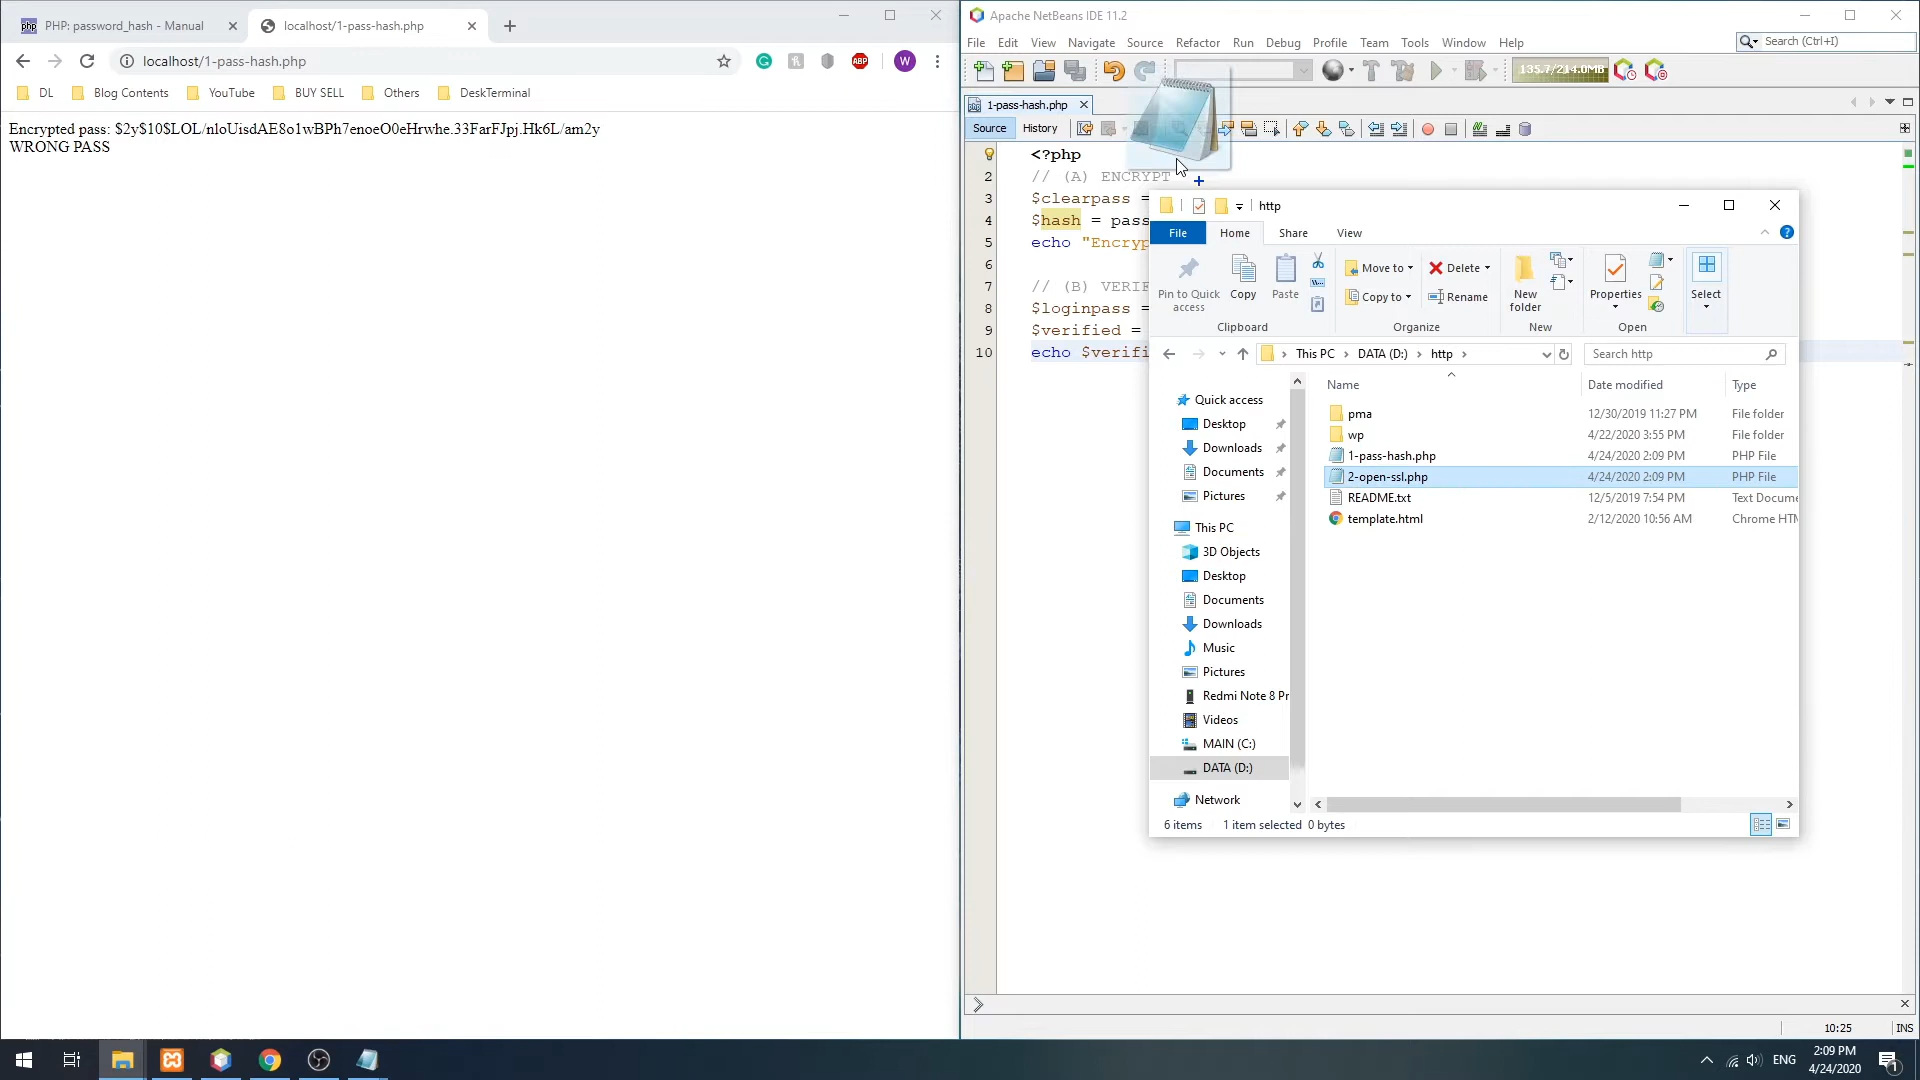 PHP: password_hash - Manual
localhost/1-pass-hash.php
localhost/1-pass-hash.php
ABP
W
DL
Blog Contents
YouTube
BUY SELL
Others
DeskTerminal
Encrypted pass: $2y$10$LOL/nloUisdAE8o1wBPh7enoeO0eHrwhe.33FarFJpj.Hk6L/am2y
WRONG PASS
Apache NetBeans IDE 11.2
File Edit View Navigate Source Refactor Run Debug Profile Team Tools Window Help
Search (Ctrl+I)
135.7/214.0MB
1-pass-hash.php
Source History
<?php
2 // (A) ENCRYPT
3 $clearpass =
4 $hash = pass
5 echo "Encryp
6
7 // (B) VERIF
8 $loginpass =
9 $verified =
10 echo $verifi
http
File Home Share View
Pin to Quick access
Copy
Paste
Clipboard
Move to
Copy to
Delete
Rename
Organize
New folder
New
Properties
Open
Select
This PC DATA (D:) http
Search http
Name Date modified Type
pma 12/30/2019 11:27 PM File folder
wp 4/22/2020 3:55 PM File folder
1-pass-hash.php 4/24/2020 2:09 PM PHP File
2-open-ssl.php 4/24/2020 2:09 PM PHP File
README.txt 12/5/2019 7:54 PM Text Docume
template.html 2/12/2020 10:56 AM Chrome HTM
Quick access
Desktop
Downloads
Documents
Pictures
This PC
3D Objects
Desktop
Documents
Downloads
Music
Pictures
Redmi Note 8 Pr
Videos
MAIN (C:)
DATA (D:)
Network
6 items 1 item selected 0 bytes
10:25 INS
ENG
2:09 PM
4/24/2020
1